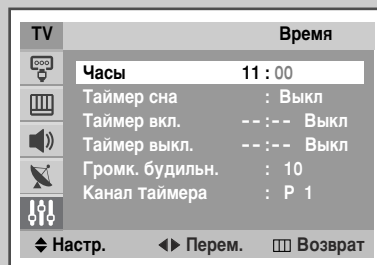 TV Время
Часы 11 : 00
Таймер сна : Выкл
Таймер вкл. --:-- Выкл
Таймер выкл. --:-- Выкл
Громк. будильн. : 10
Канал таймера : P 1
Настр. Перем. Возврат